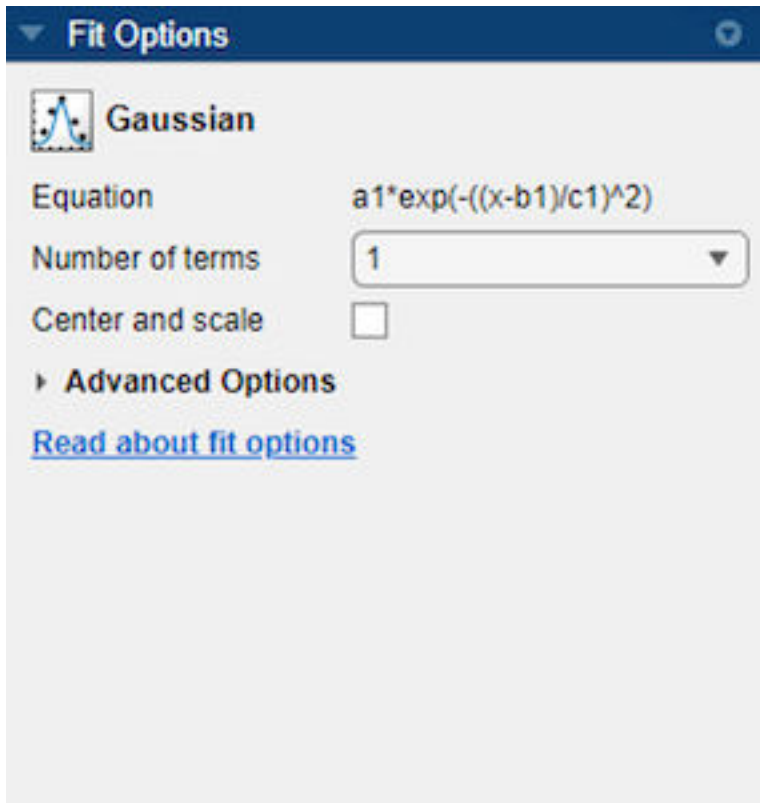 Fit Options
Gaussian
Equation a1*exp(-((x-b1)/c1)^2)
Number of terms 1
Center and scale
Advanced Options
Read about fit options